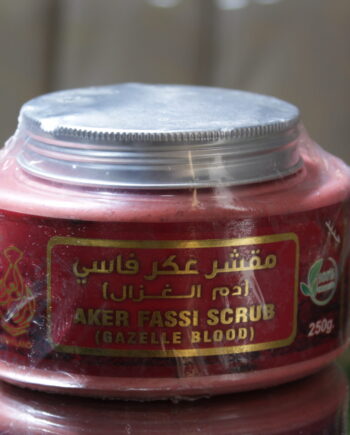 مقشر عكر فاسي
(دم الغزال)
AKER FASSI SCRUB
(GAZELLE BLOOD)
250g.